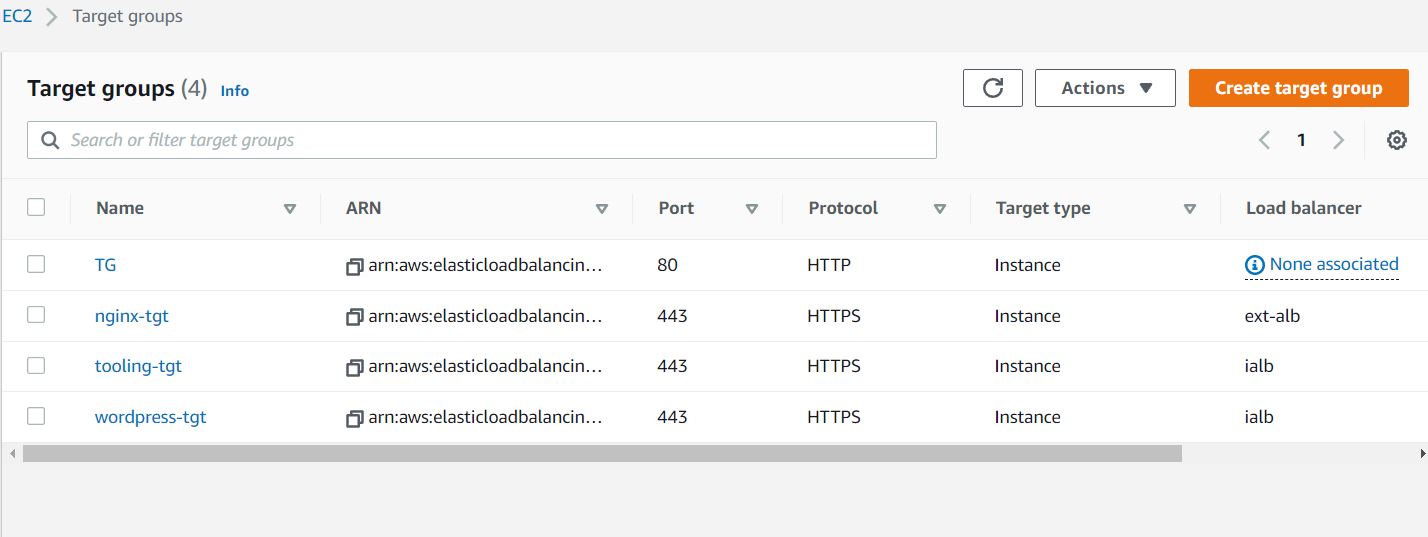 EC2 Target groups
Target groups (4) Info Actions Create target group
Search or filter target groups 1
Name ARN Port Protocol Target type Load balancer
TG arn:aws:elasticloadbalancin… 80 HTTP Instance None associated
nginx-tgt arn:aws:elasticloadbalancin… 443 HTTPS Instance ext-alb
tooling-tgt arn:aws:elasticloadbalancin… 443 HTTPS Instance ialb
wordpress-tgt arn:aws:elasticloadbalancin… 443 HTTPS Instance ialb